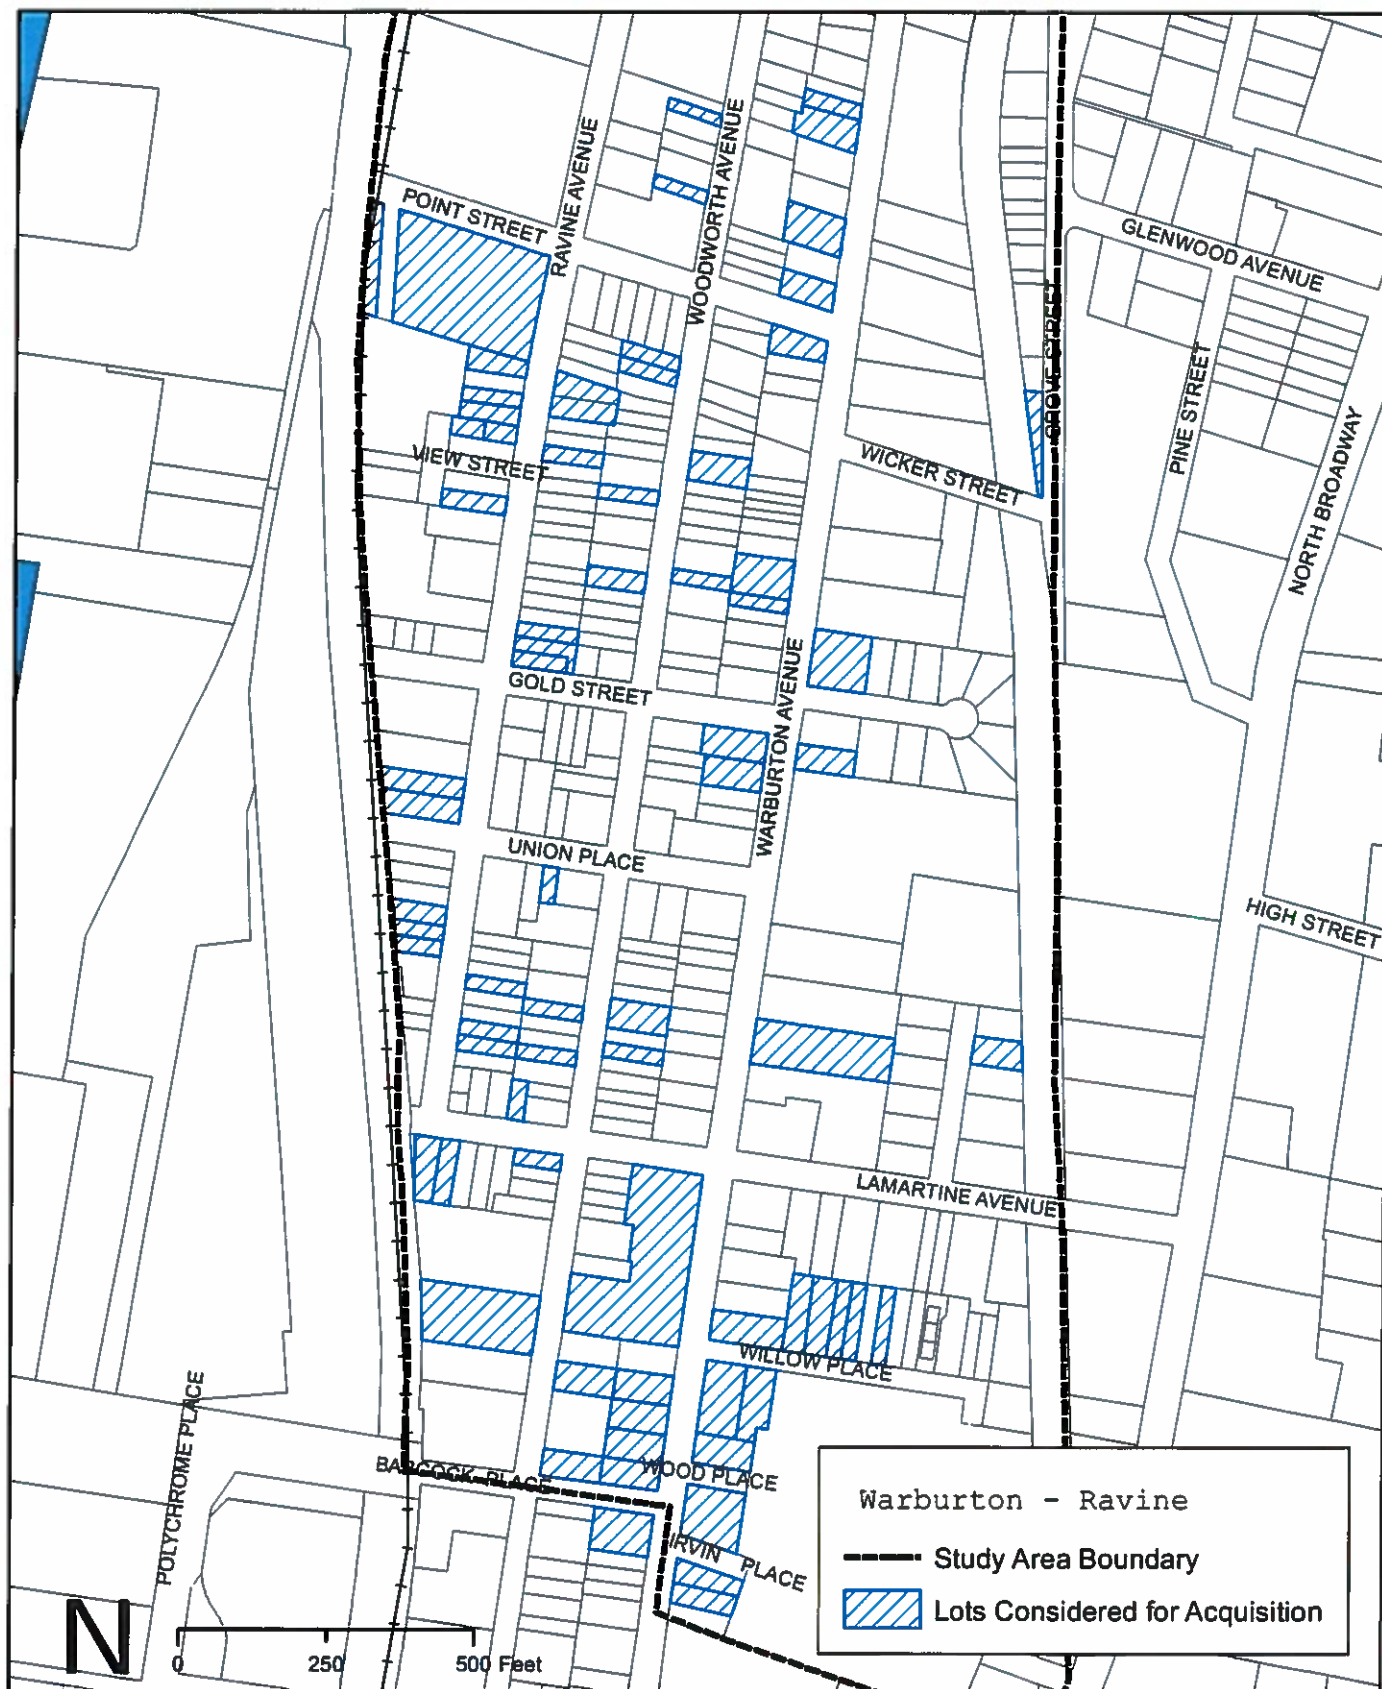 POINT STREET
RAVINE AVENUE
WOODWORTH AVENUE
GLENWOOD AVENUE
GROVE STREET
PINE STREET
NORTH BROADWAY
VIEW STREET
WICKER STREET
GOLD STREET
WARBURTON AVENUE
UNION PLACE
HIGH STREET
LAMARTINE AVENUE
WILLOW PLACE
POLYCHROME PLACE
BABCOCK PLACE
WOOD PLACE
IRVIN PLACE
Warburton - Ravine
Study Area Boundary
Lots Considered for Acquisition
N
0 250 500 Feet